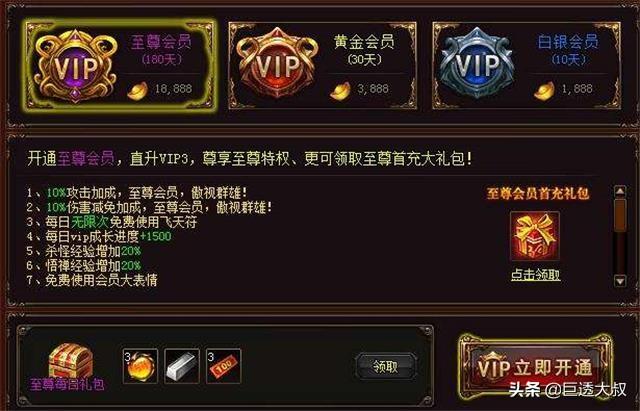 VIP
至尊会员
(180天)
18,888
VIP
黄金会员
(30天)
3,888
VIP
白银会员
(10天)
1,888
开通至尊会员，直升VIP3，尊享至尊特权、更可领取至尊首充大礼包！
1、10%攻击加成，至尊会员，傲视群雄！
2、10%伤害减免加成，至尊会员，傲视群雄！
3、每日无限次免费使用飞天符
4、每日vip成长进度+1500
5、杀怪经验增加20%
6、悟禅经验增加20%
7、免费使用会员大表情
至尊会员首充礼包
点击领取
至尊每日礼包
3
3
100
领取
VIP立即开通
头条 @巨透大叔